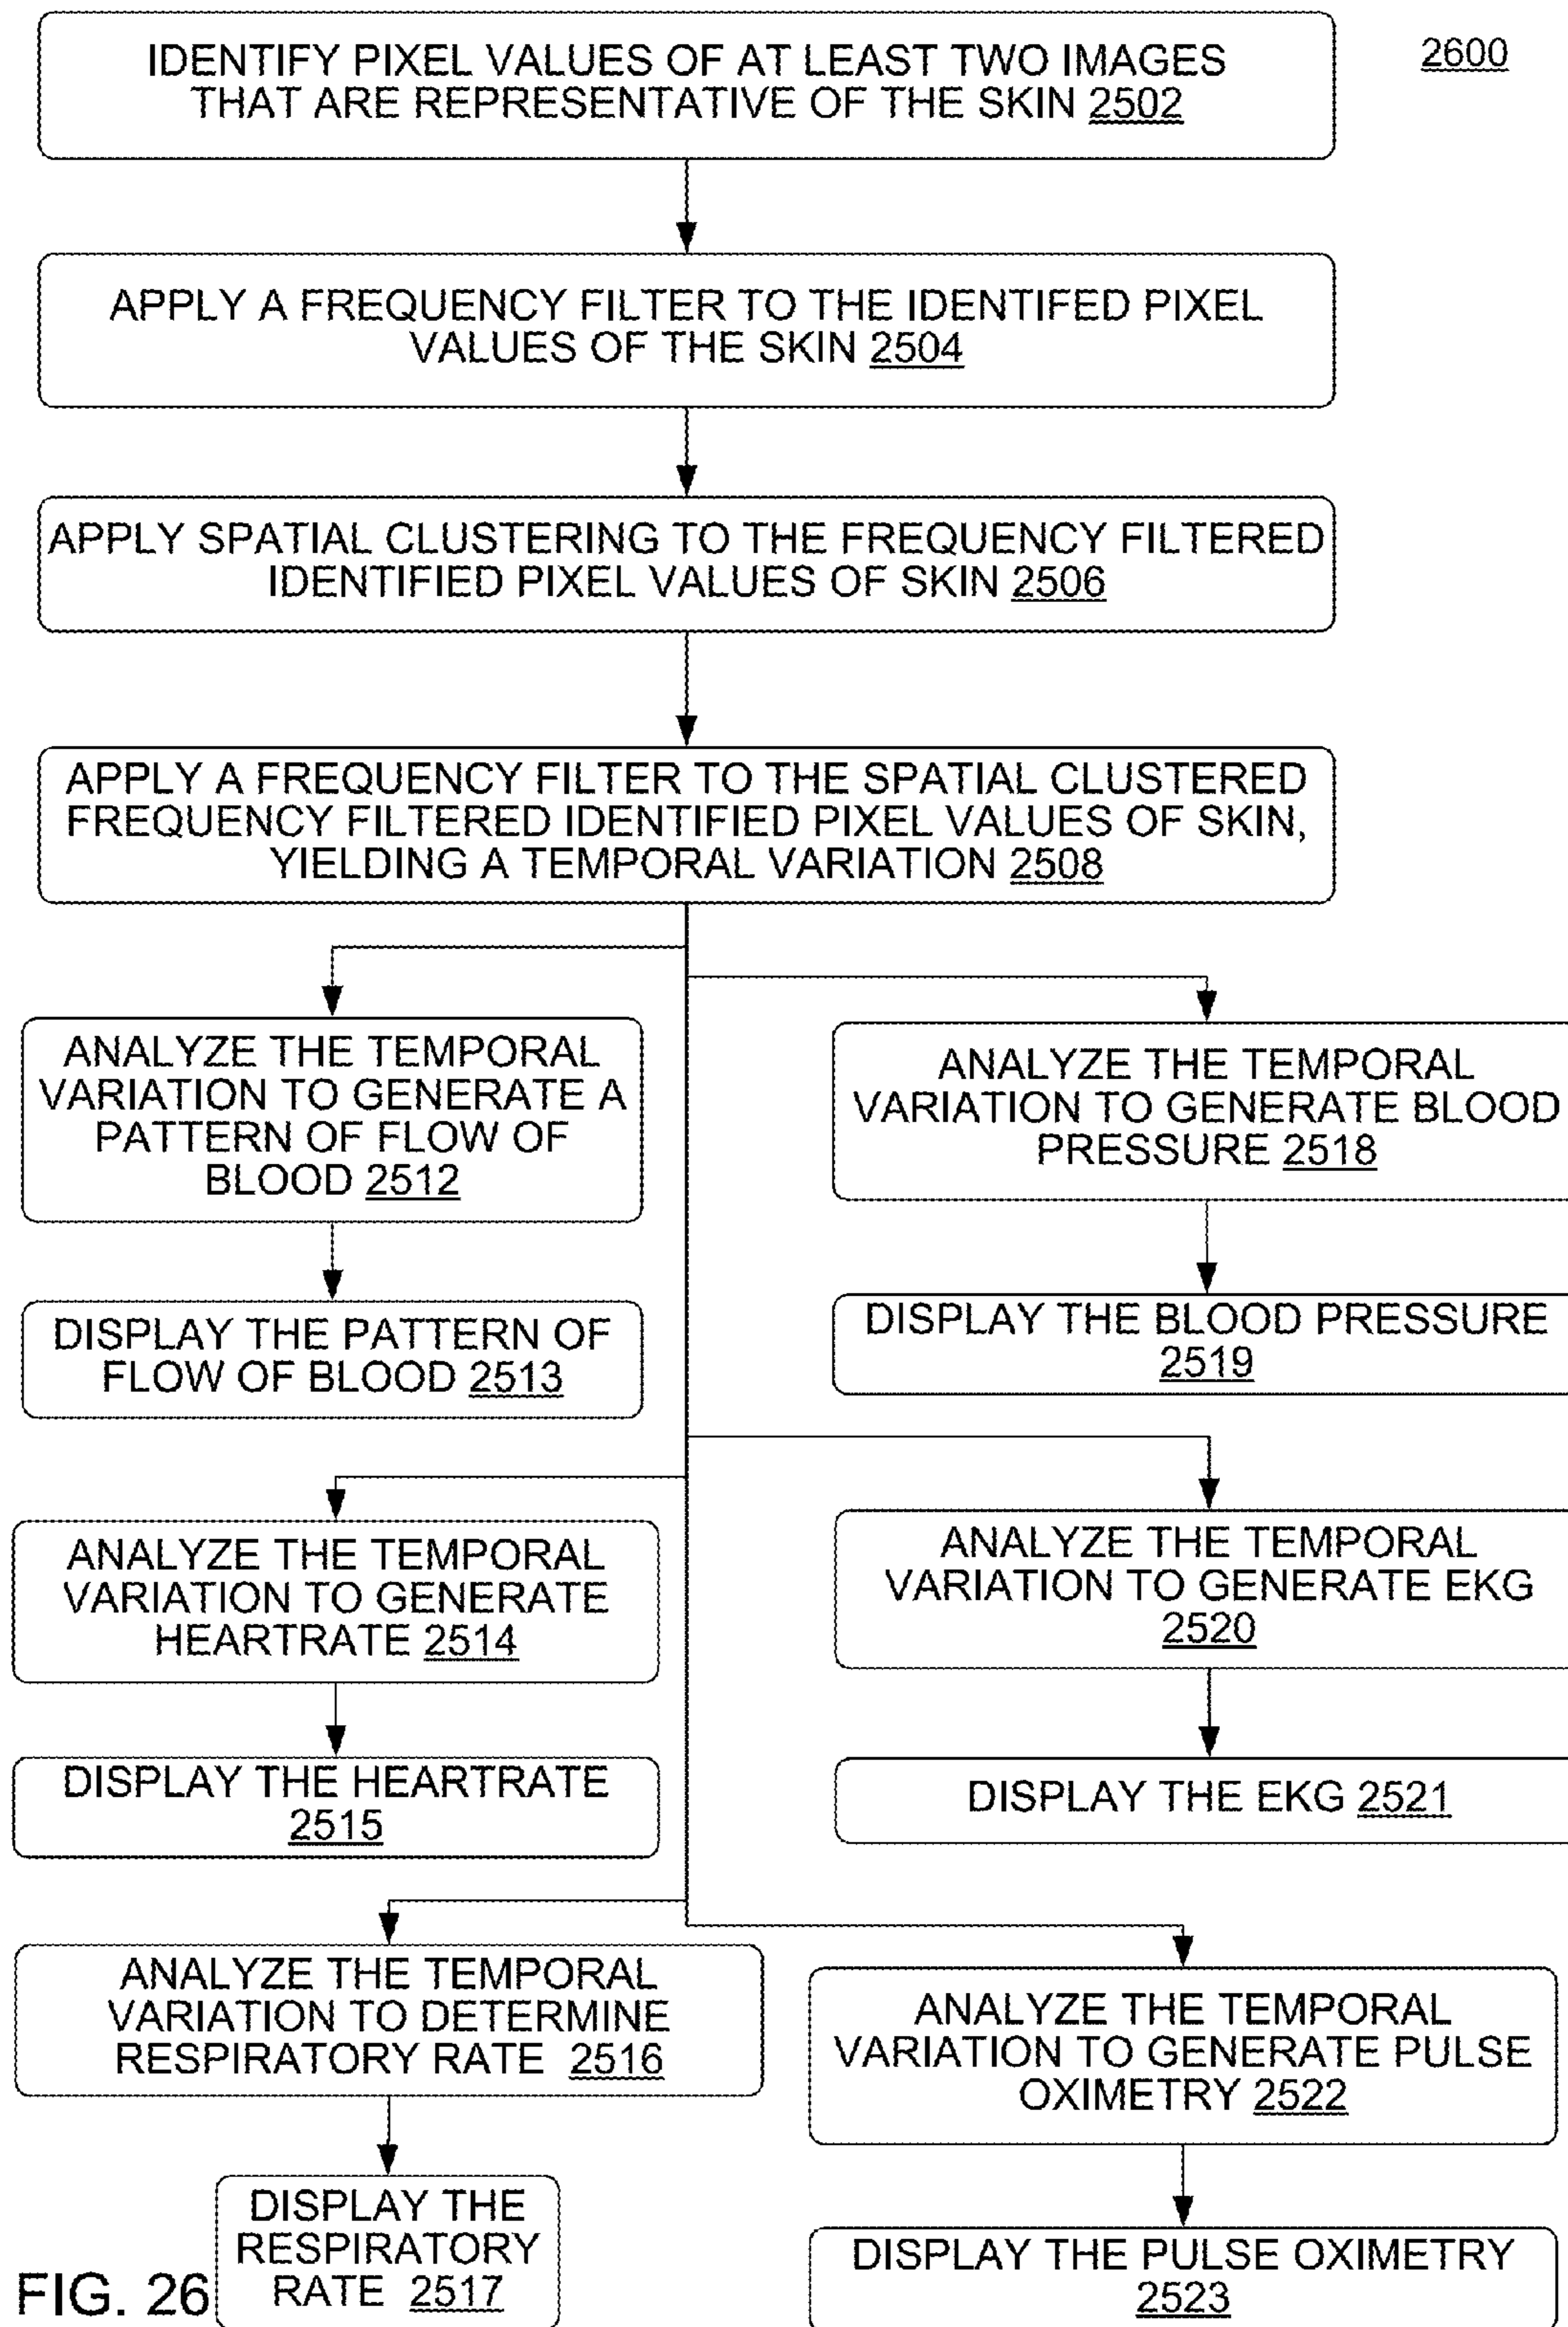 2600
IDENTIFY PIXEL VALUES OF AT LEAST TWO IMAGES
THAT ARE REPRESENTATIVE OF THE SKIN 2502
APPLY A FREQUENCY FILTER TO THE IDENTIFED PIXEL
VALUES OF THE SKIN 2504
APPLY SPATIAL CLUSTERING TO THE FREQUENCY FILTERED
IDENTIFIED PIXEL VALUES OF SKIN 2506
APPLY A FREQUENCY FILTER TO THE SPATIAL CLUSTERED
FREQUENCY FILTERED IDENTIFIED PIXEL VALUES OF SKIN,
YIELDING A TEMPORAL VARIATION 2508
ANALYZE THE TEMPORAL
VARIATION TO GENERATE A
PATTERN OF FLOW OF
BLOOD 2512
DISPLAY THE PATTERN OF
FLOW OF BLOOD 2513
ANALYZE THE TEMPORAL
VARIATION TO GENERATE BLOOD
PRESSURE 2518
DISPLAY THE BLOOD PRESSURE
2519
ANALYZE THE TEMPORAL
VARIATION TO GENERATE
HEARTRATE 2514
DISPLAY THE HEARTRATE
2515
ANALYZE THE TEMPORAL
VARIATION TO GENERATE EKG
2520
DISPLAY THE EKG 2521
ANALYZE THE TEMPORAL
VARIATION TO DETERMINE
RESPIRATORY RATE 2516
DISPLAY THE
RESPIRATORY
RATE 2517
ANALYZE THE TEMPORAL
VARIATION TO GENERATE PULSE
OXIMETRY 2522
DISPLAY THE PULSE OXIMETRY
2523
FIG. 26